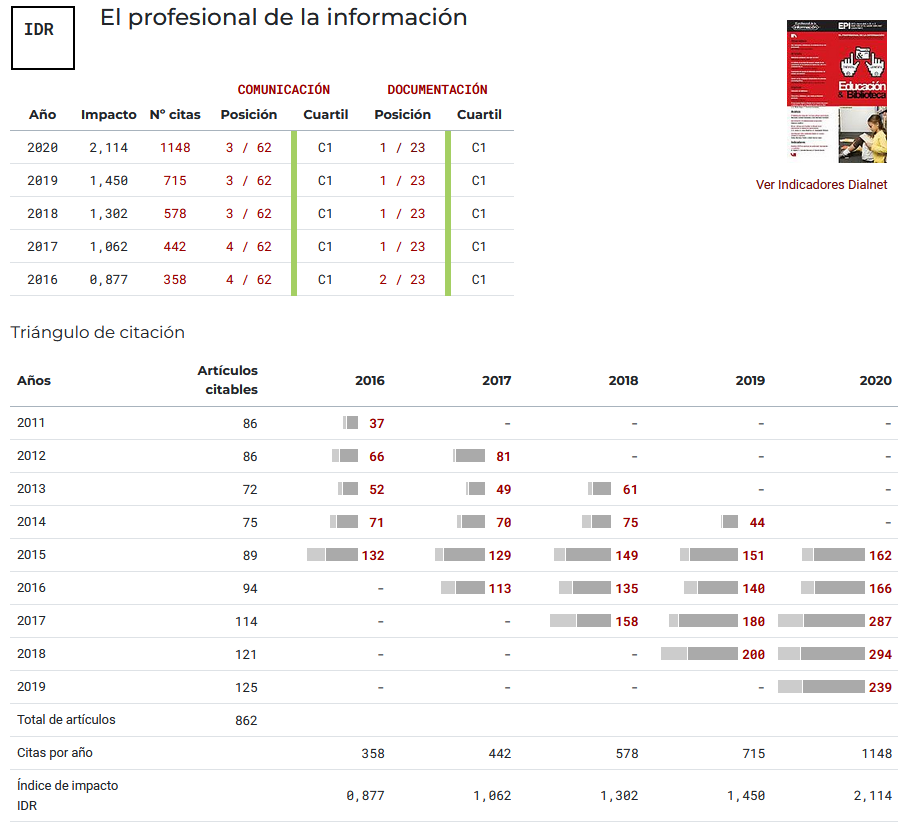 IDR
El profesional de la información
COMUNICACIÓN DOCUMENTACIÓN
Año Impacto Nº citas Posición Cuartil Posición Cuartil
2020 2,114 1148 3 / 62 C1 1 / 23 C1
2019 1,450 715 3 / 62 C1 1 / 23 C1
2018 1,302 578 3 / 62 C1 1 / 23 C1
2017 1,062 442 4 / 62 C1 1 / 23 C1
2016 0,877 358 4 / 62 C1 2 / 23 C1
EPI
Educación
& Biblioteca
Ver Indicadores Dialnet
Triángulo de citación
Años Artículos citables 2016 2017 2018 2019 2020
2011 86 37 - - - -
2012 86 66 81 - - -
2013 72 52 49 61 - -
2014 75 71 70 75 44 -
2015 89 132 129 149 151 162
2016 94 - 113 135 140 166
2017 114 - - 158 180 287
2018 121 - - - 200 294
2019 125 - - - - 239
Total de artículos 862
Citas por año 358 442 578 715 1148
Índice de impacto
IDR 0,877 1,062 1,302 1,450 2,114